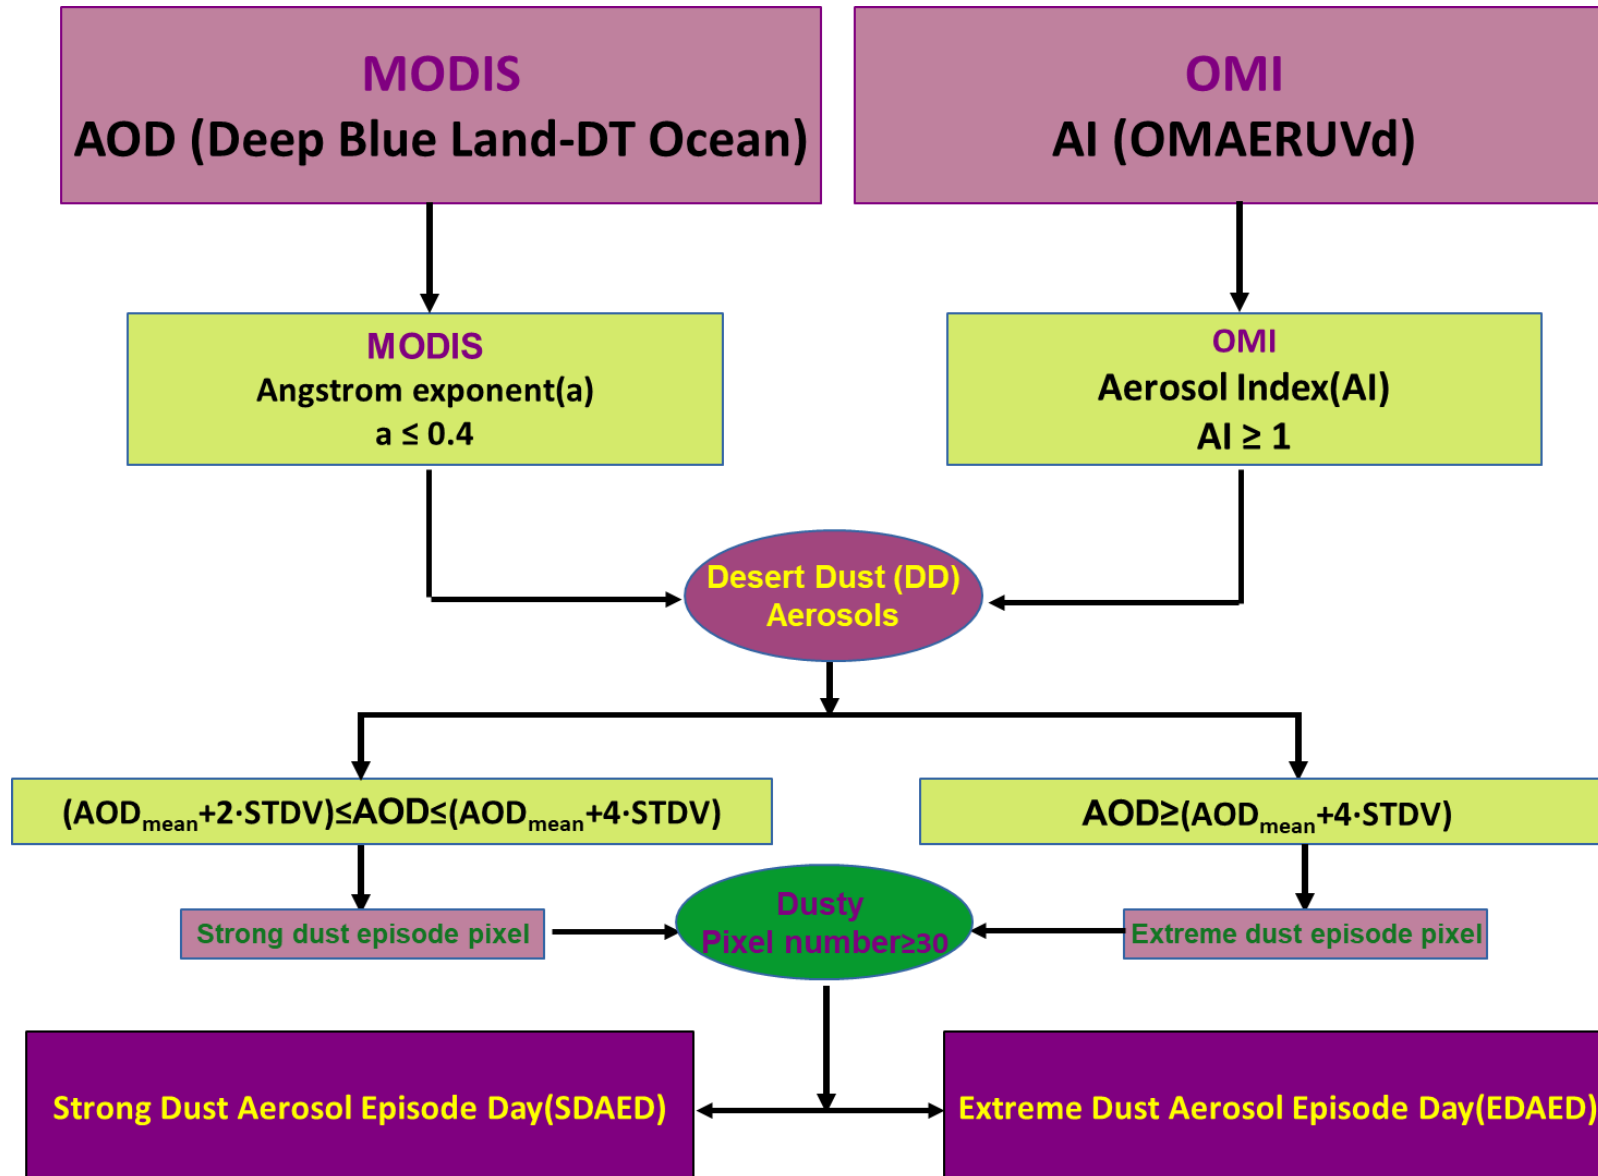 MODIS
AOD (Deep Blue Land-DT Ocean)
OMI
AI (OMAERUVd)
MODIS
Angstrom exponent(a)
a ≤ 0.4
OMI
Aerosol Index(AI)
AI ≥ 1
Desert Dust (DD)
Aerosols
(AODmean+2·STDV)≤AOD≤(AODmean+4·STDV)
AOD≥(AODmean+4·STDV)
Strong dust episode pixel
Dusty
Pixel number≥30
Extreme dust episode pixel
Strong Dust Aerosol Episode Day(SDAED)
Extreme Dust Aerosol Episode Day(EDAED)